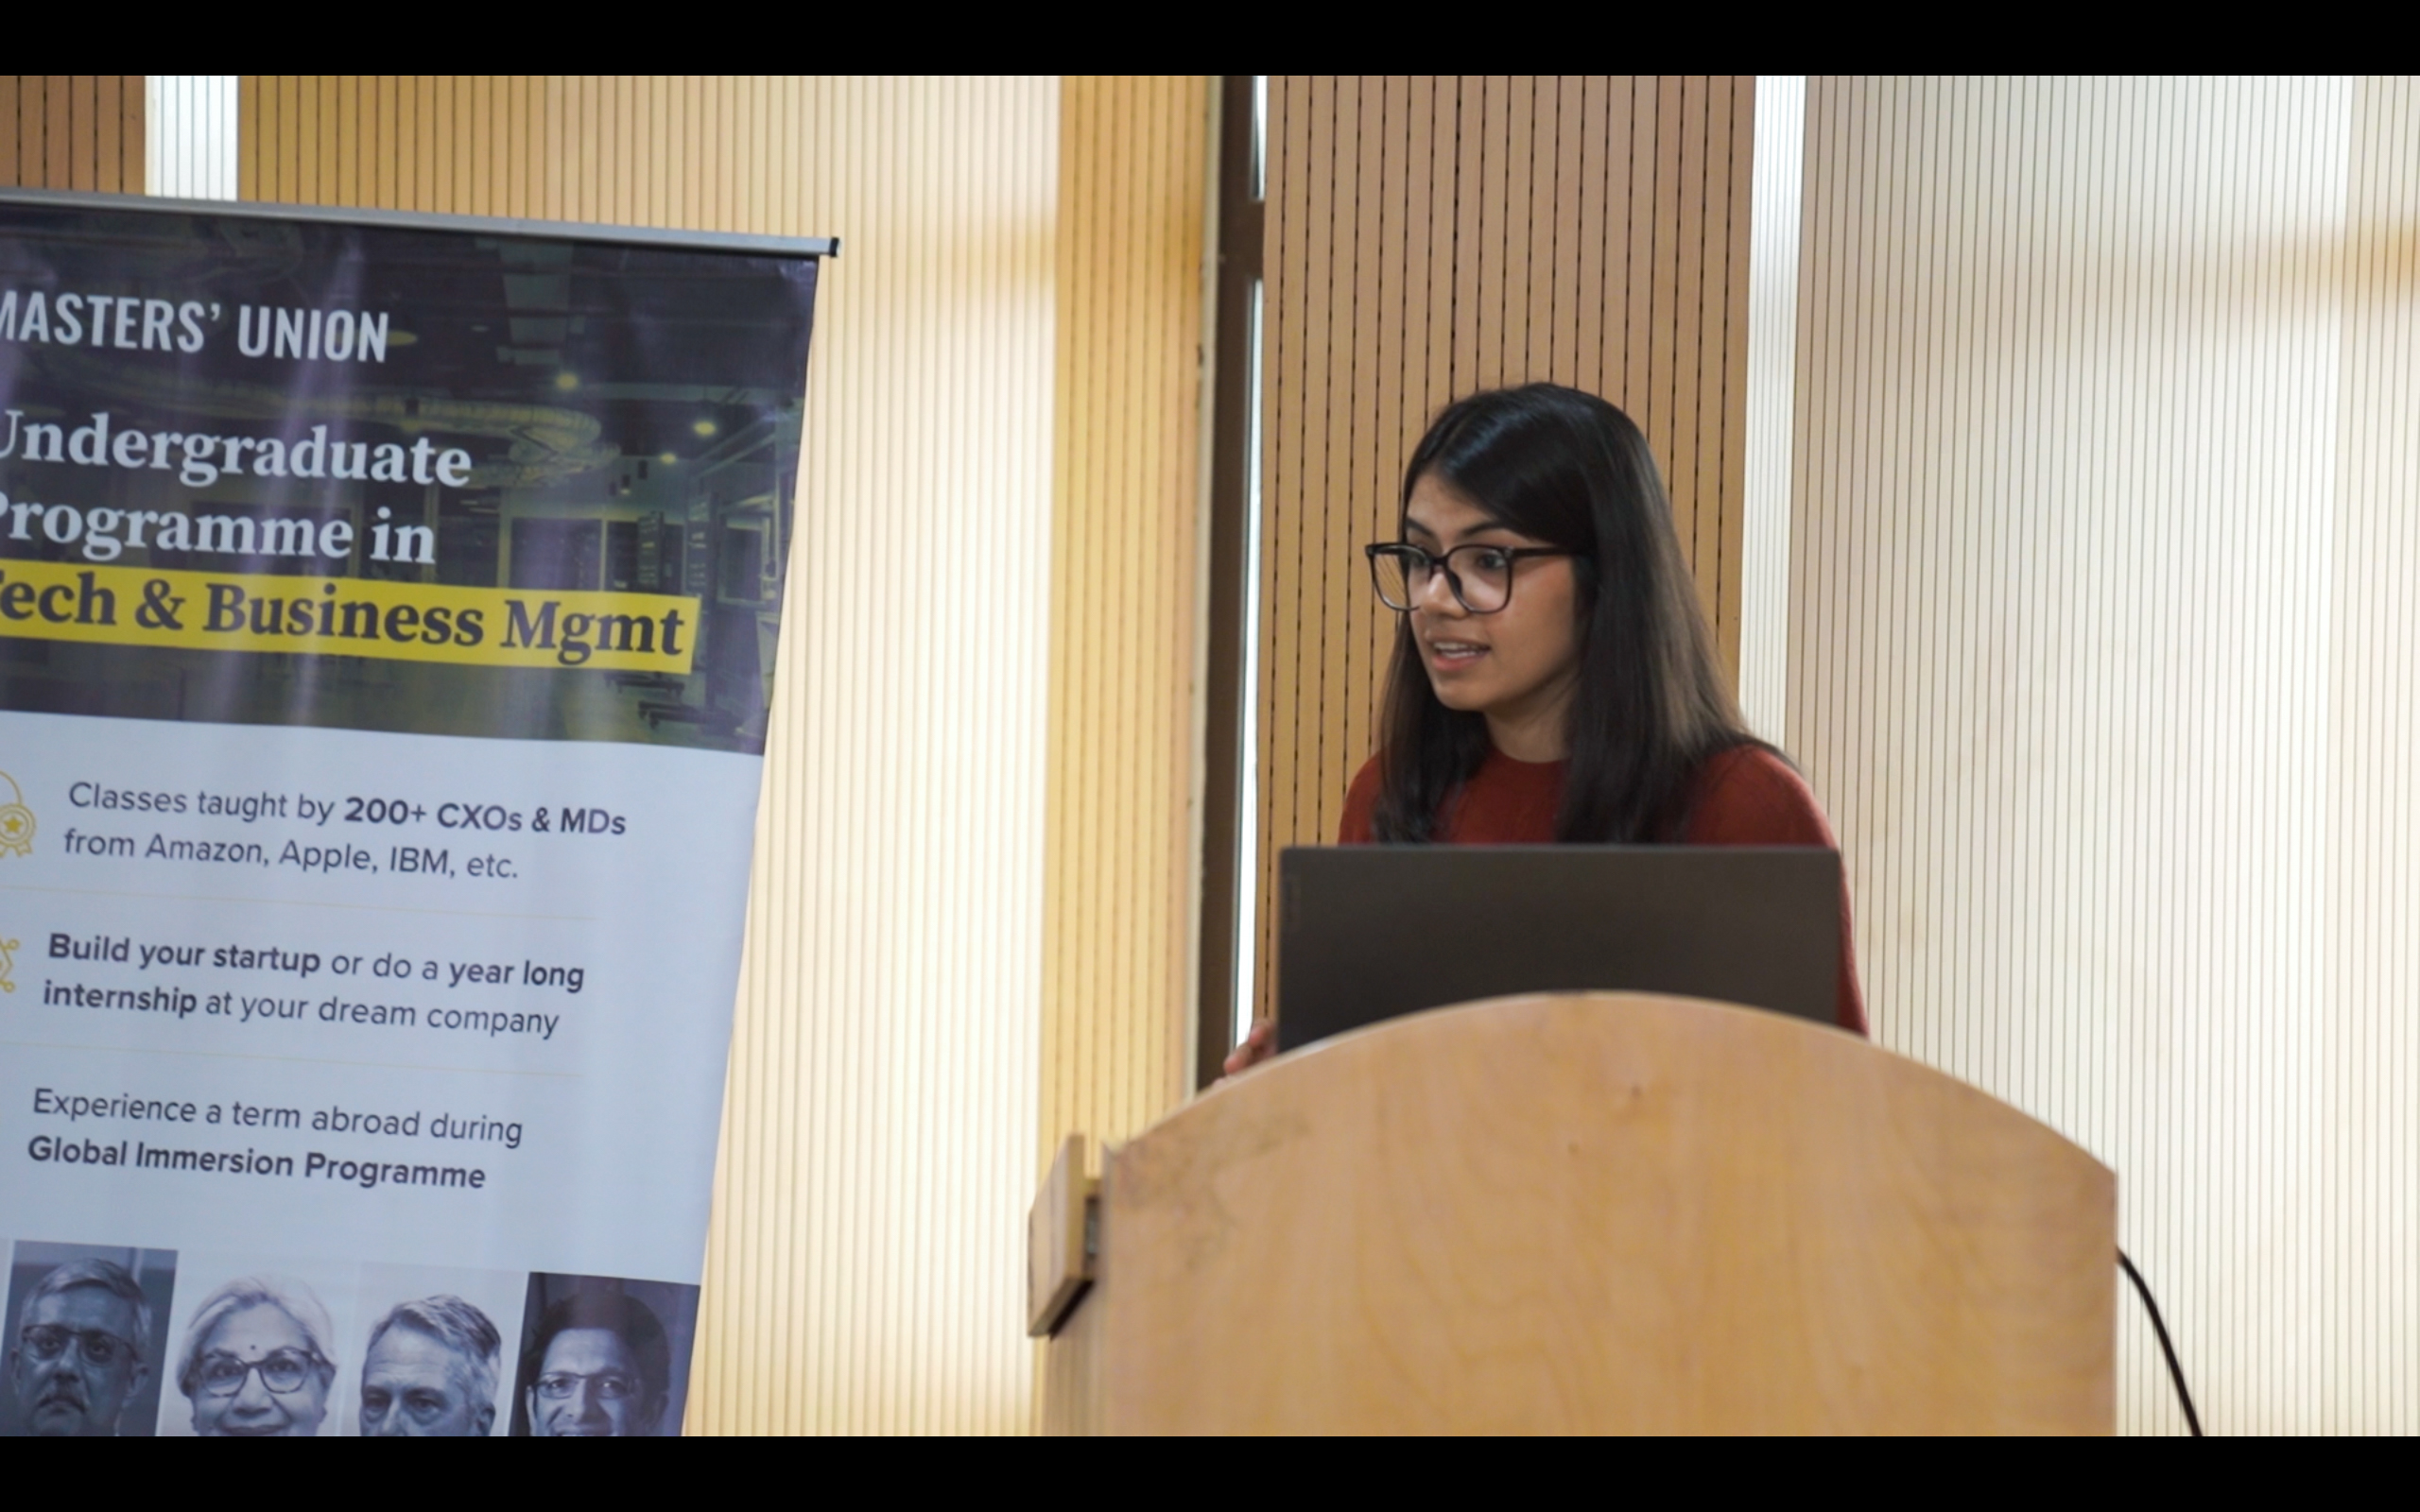 MASTERS' UNION
Undergraduate
Programme in
Tech & Business Mgmt
Classes taught by 200+ CXOs & MDs
from Amazon, Apple, IBM, etc.
Build your startup or do a year long
internship at your dream company
Experience a term abroad during
Global Immersion Programme